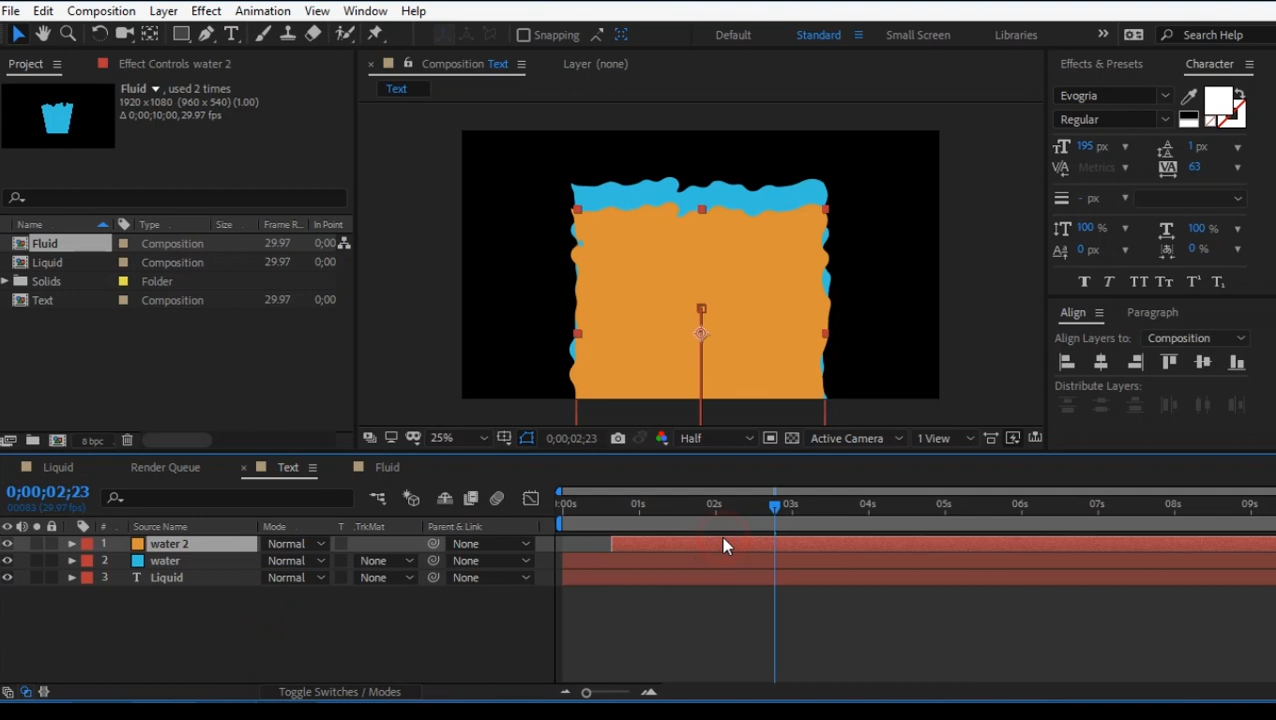 File Edit Composition Layer Effect Animation View Window Help
Snapping Default Standard Small Screen Libraries Search Help
Project Effect Controls water 2 Composition Text Layer (none) Effects & Presets Character
Text
Fluid , used 2 times
1920 x1080 (960 x 540) (1.00)
Δ 0;00;10;00, 29.97 fps
Evogria
Regular
195 px 1 px
Metrics 63
- px
Name Type Size Frame R... In Point
Fluid Composition 29.97 0;00
Liquid Composition 29.97 0;00
Solids Folder
Text Composition 29.97 0;00
100 % 100 %
0 px 0 %
T T TT Tт T¹ T₁
Align Paragraph
Align Layers to: Composition
Distribute Layers:
8 bpc
25% 0;00;02;23 Half Active Camera 1 View
Liquid Render Queue Text Fluid
0;00;02;23
00083 (29.97 fps)
:00s 01s 02s 03s 04s 05s 06s 07s 08s 09s
# Source Name Mode T .TrkMat Parent & Link
1 water 2 Normal None
2 water Normal None None
3 T Liquid Normal None None
Toggle Switches / Modes